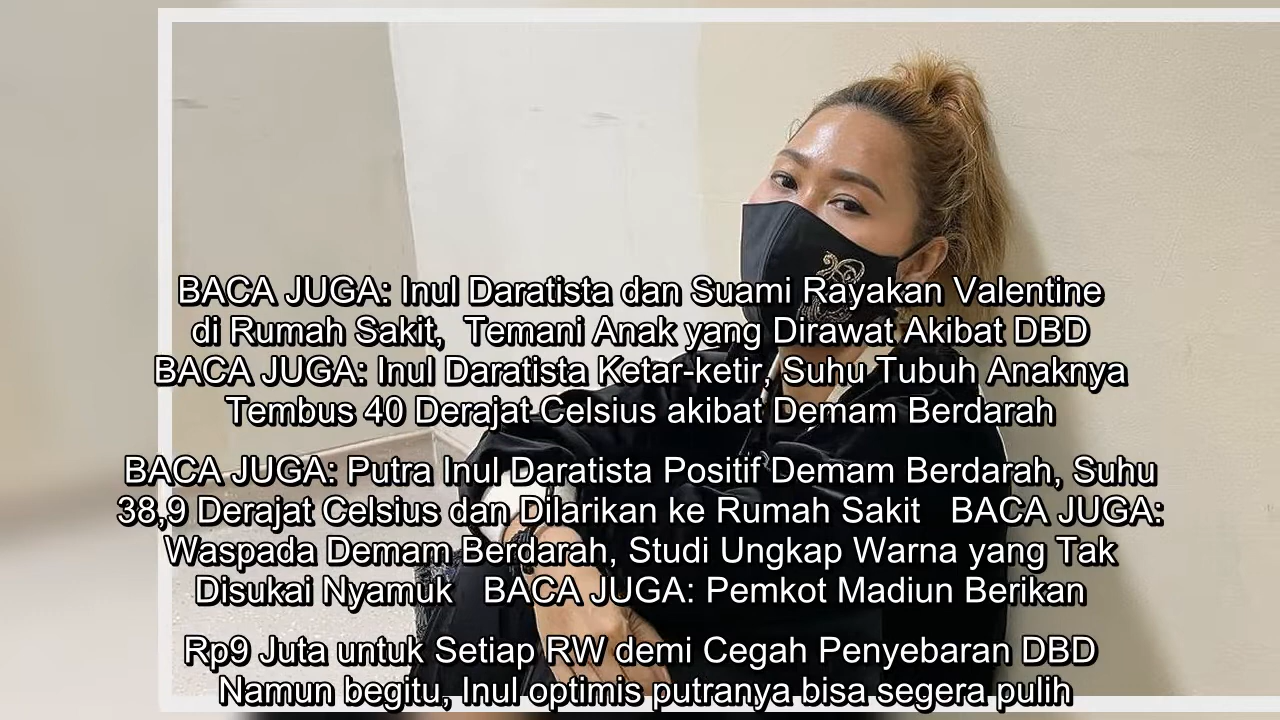 BACA JUGA: Inul Daratista dan Suami Rayakan Valentine
di Rumah Sakit,  Temani Anak yang Dirawat Akibat DBD
BACA JUGA: Inul Daratista Ketar-ketir, Suhu Tubuh Anaknya
Tembus 40 Derajat Celsius akibat Demam Berdarah
BACA JUGA: Putra Inul Daratista Positif Demam Berdarah, Suhu
38,9 Derajat Celsius dan Dilarikan ke Rumah Sakit   BACA JUGA:
Waspada Demam Berdarah, Studi Ungkap Warna yang Tak
Disukai Nyamuk   BACA JUGA: Pemkot Madiun Berikan
Rp9 Juta untuk Setiap RW demi Cegah Penyebaran DBD
Namun begitu, Inul optimis putranya bisa segera pulih